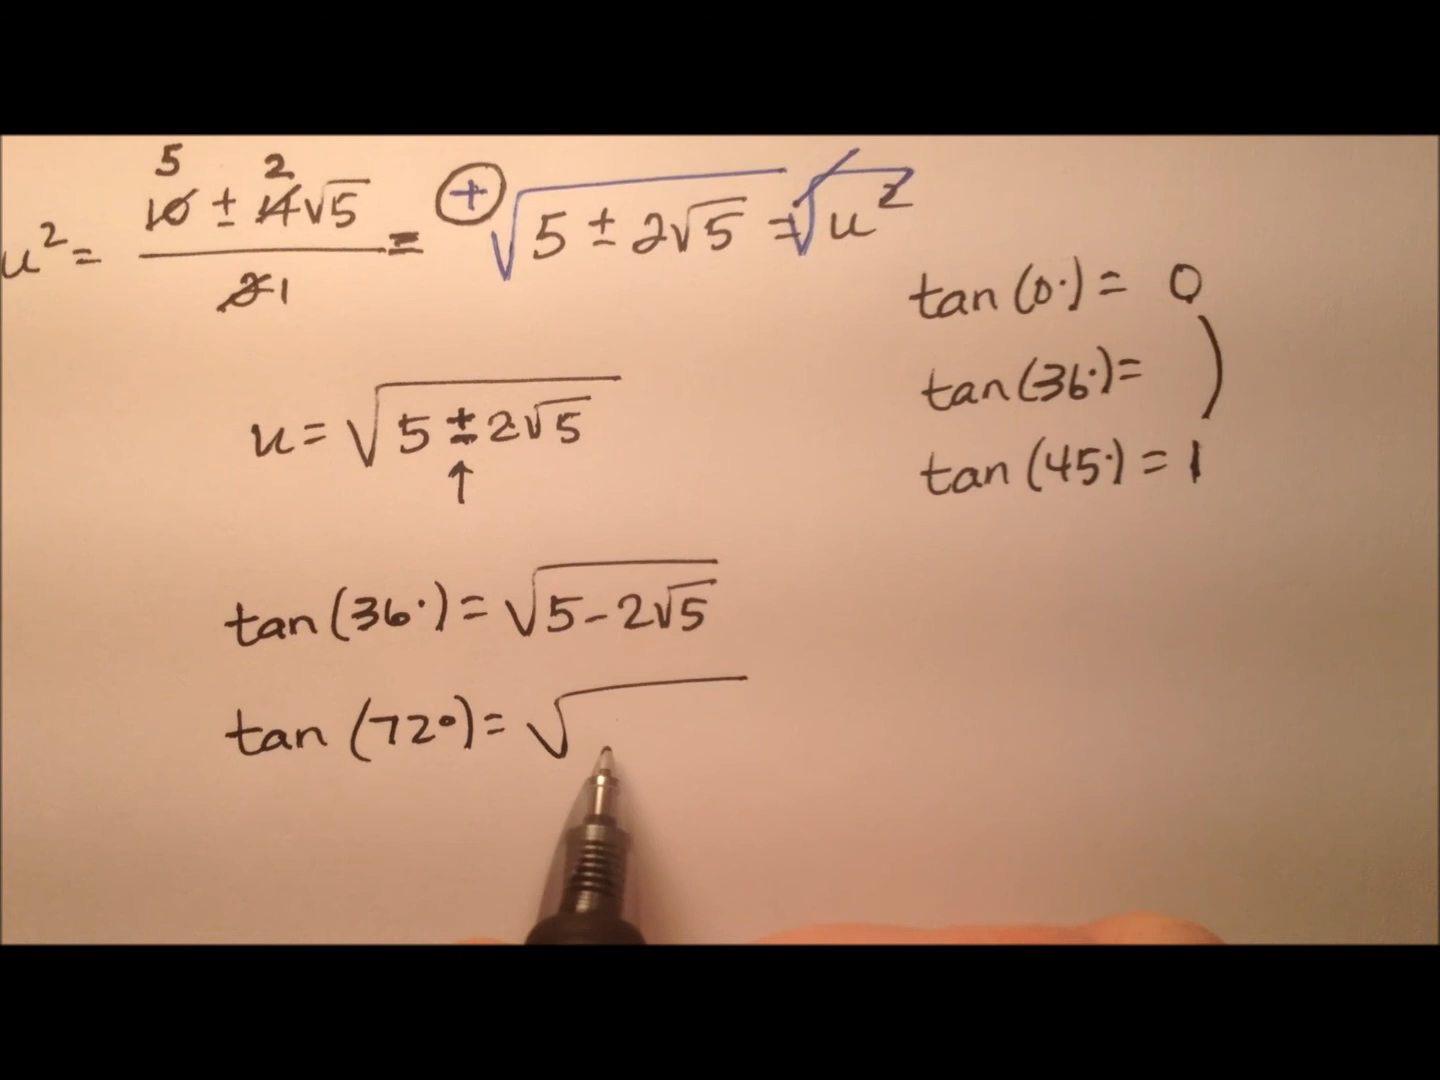 5 2
u² = 10 ± 14√5 / 2 1 = + √5 ± 2√5 = √u²
tan (0·) = 0
tan (36·) = )
tan (45·) = 1
u = √5 ± 2√5
↑
tan (36·) = √5 - 2√5
tan (72°) = √